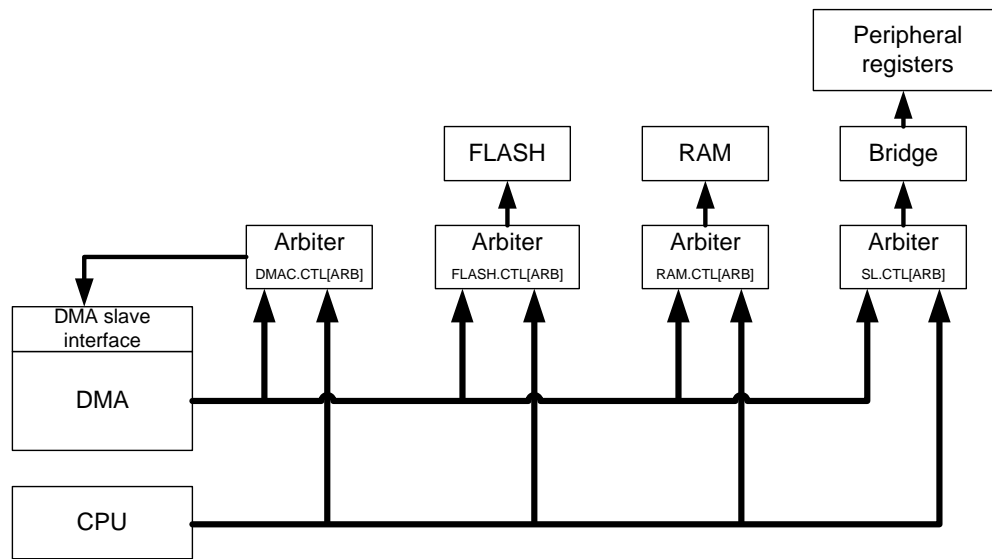 Peripheral
registers
FLASH
RAM
Bridge
Arbiter
DMAC.CTL[ARB]
Arbiter
FLASH.CTL[ARB]
Arbiter
RAM.CTL[ARB]
Arbiter
SL.CTL[ARB]
DMA slave
interface
DMA
CPU